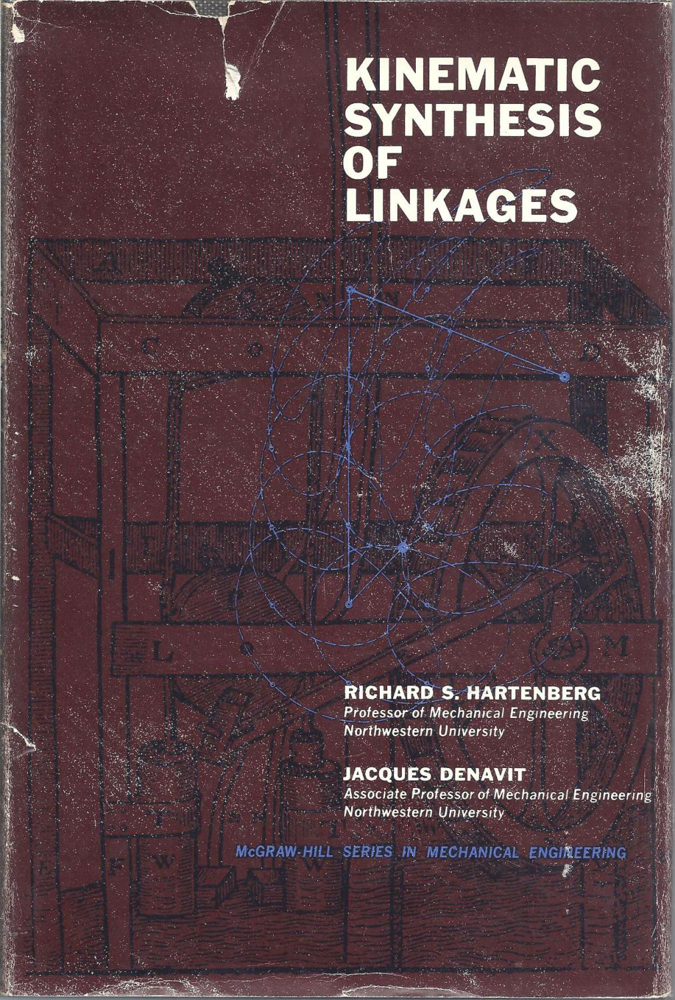 KINEMATIC
SYNTHESIS
OF
LINKAGES
A
N N
C O D
X
L O M
RICHARD S. HARTENBERG
Professor of Mechanical Engineering
Northwestern University
JACQUES DENAVIT
Associate Professor of Mechanical Engineering
Northwestern University
McGRAW-HILL SERIES IN MECHANICAL ENGINEERING
T
F W W